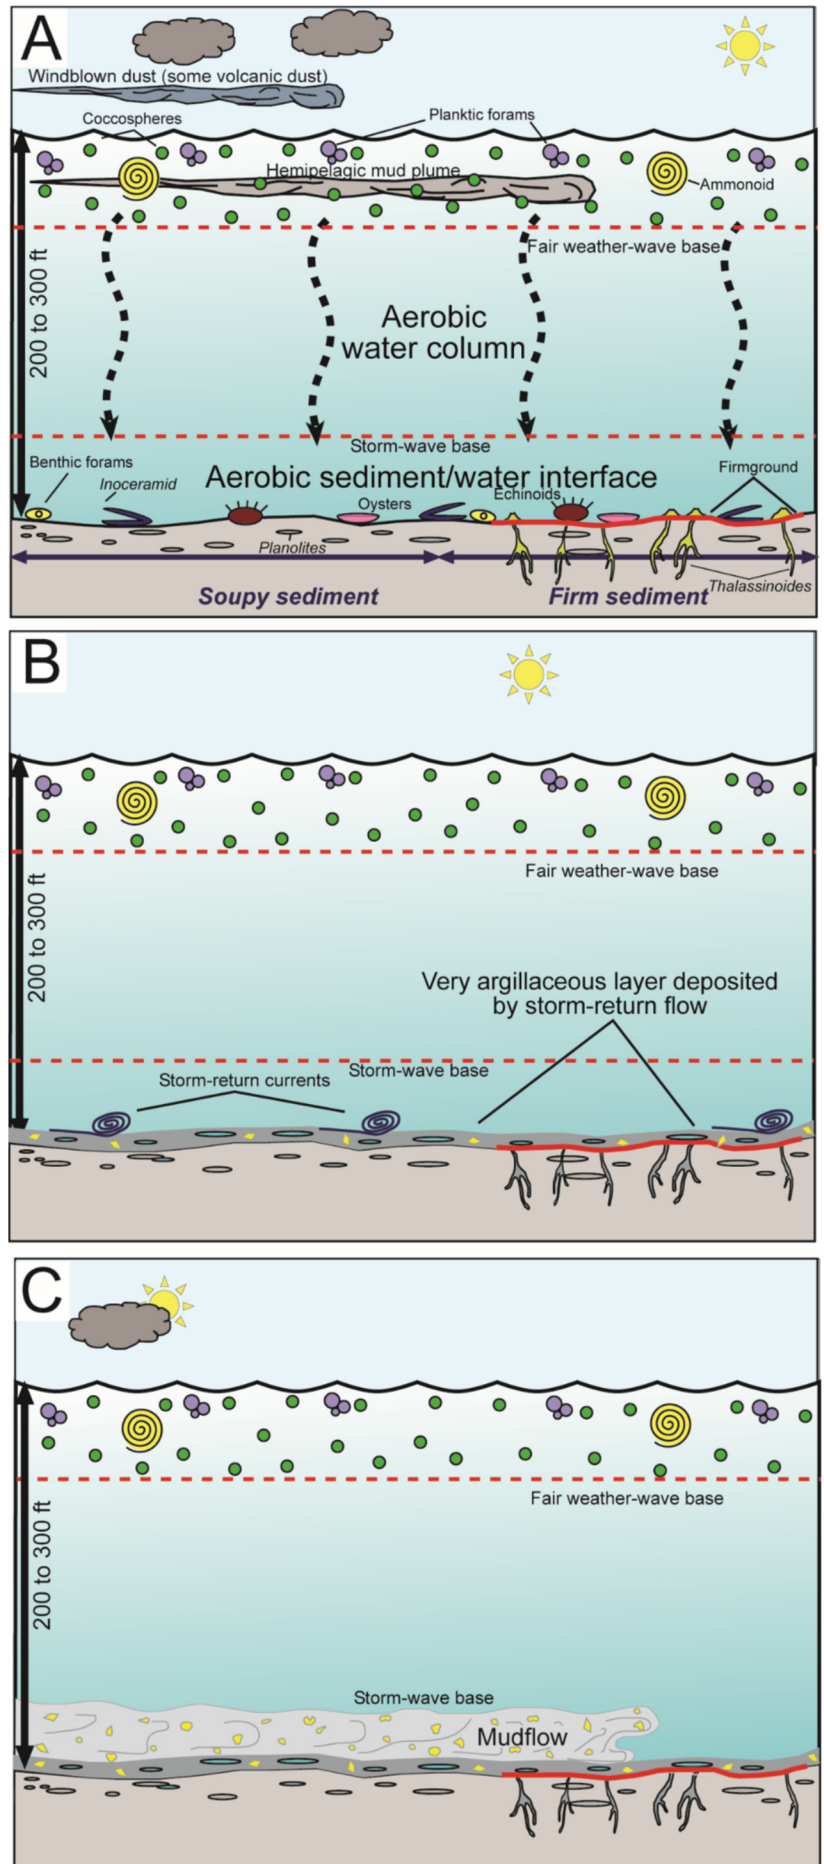 A
Windblown dust (some volcanic dust)
Coccospheres
Planktic forams
Hemipelagic mud plume
Ammonoid
Fair weather-wave base
200 to 300 ft
Aerobic
water column
Storm-wave base
Benthic forams
Inoceramid
Aerobic sediment/water interface
Firmground
Echinoids
Oysters
Planolites
Thalassinoides
Soupy sediment
Firm sediment
B
Fair weather-wave base
200 to 300 ft
Very argillaceous layer deposited
by storm-return flow
Storm-wave base
Storm-return currents
C
Fair weather-wave base
200 to 300 ft
Storm-wave base
Mudflow